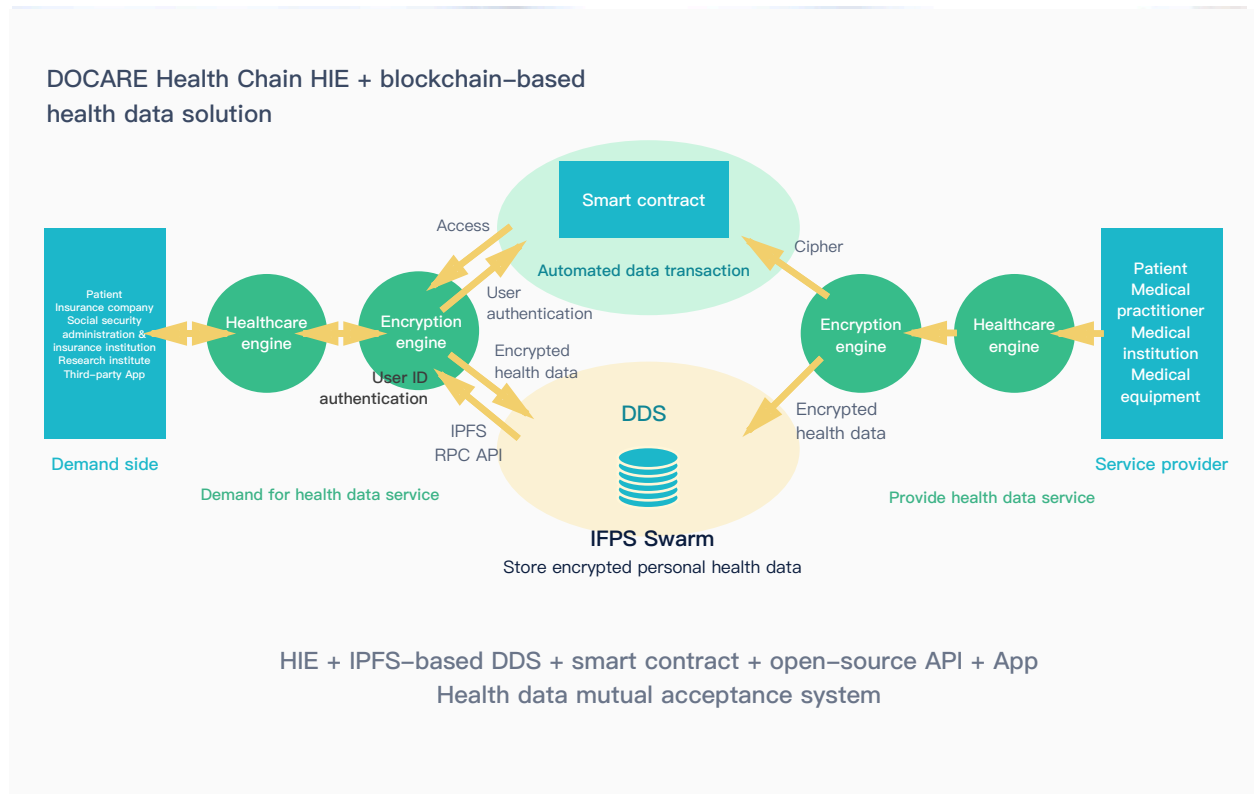 DOCARE Health Chain HIE + blockchain-based
health data solution
Smart contract
Automated data transaction
Access
User
authentication
Cipher
Patient
Insurance company
Social security
administration &
insurance institution
Research institute
Third-party App
Demand side
Healthcare
engine
Encryption
engine
User ID
authentication
Encrypted
health data
IPFS
RPC API
Demand for health data service
DDS
IFPS Swarm
Store encrypted personal health data
Encryption
engine
Healthcare
engine
Encrypted
health data
Patient
Medical
practitioner
Medical
institution
Medical
equipment
Service provider
Provide health data service
HIE + IPFS-based DDS + smart contract + open-source API + App
Health data mutual acceptance system